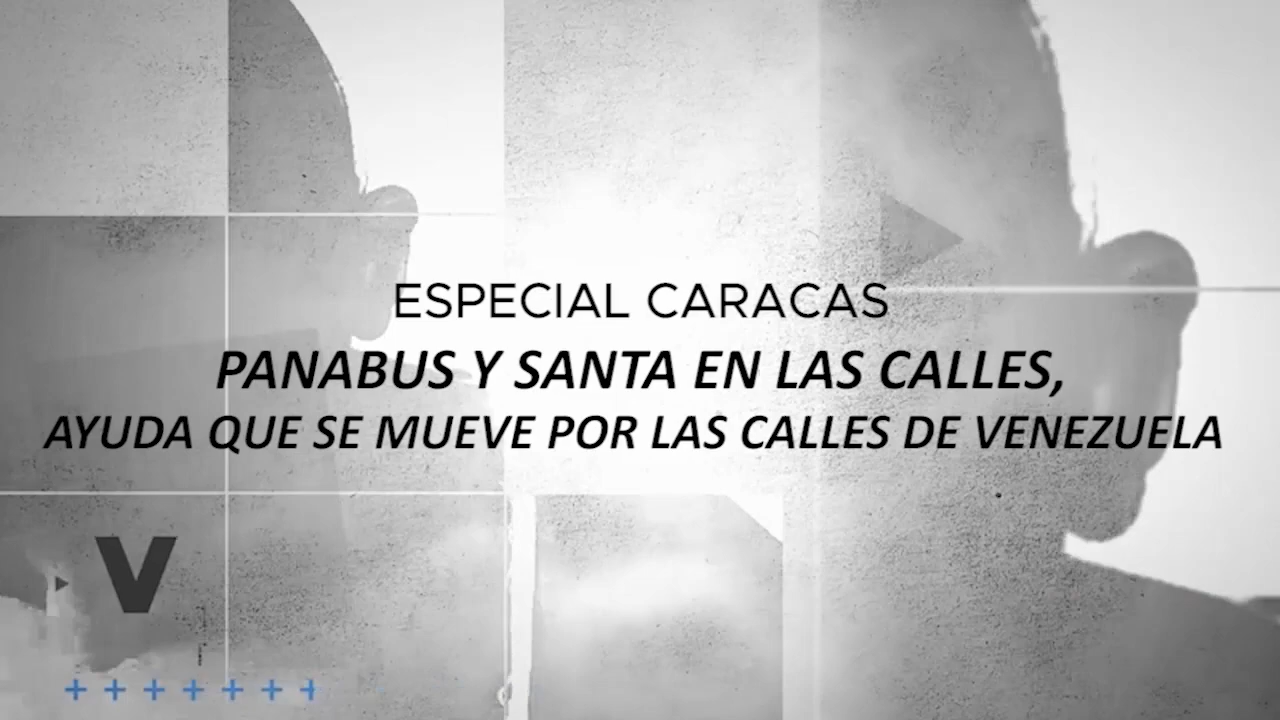 ESPECIAL CARACAS
PANABUS Y SANTA EN LAS CALLES,
AYUDA QUE SE MUEVE POR LAS CALLES DE VENEZUELA
V